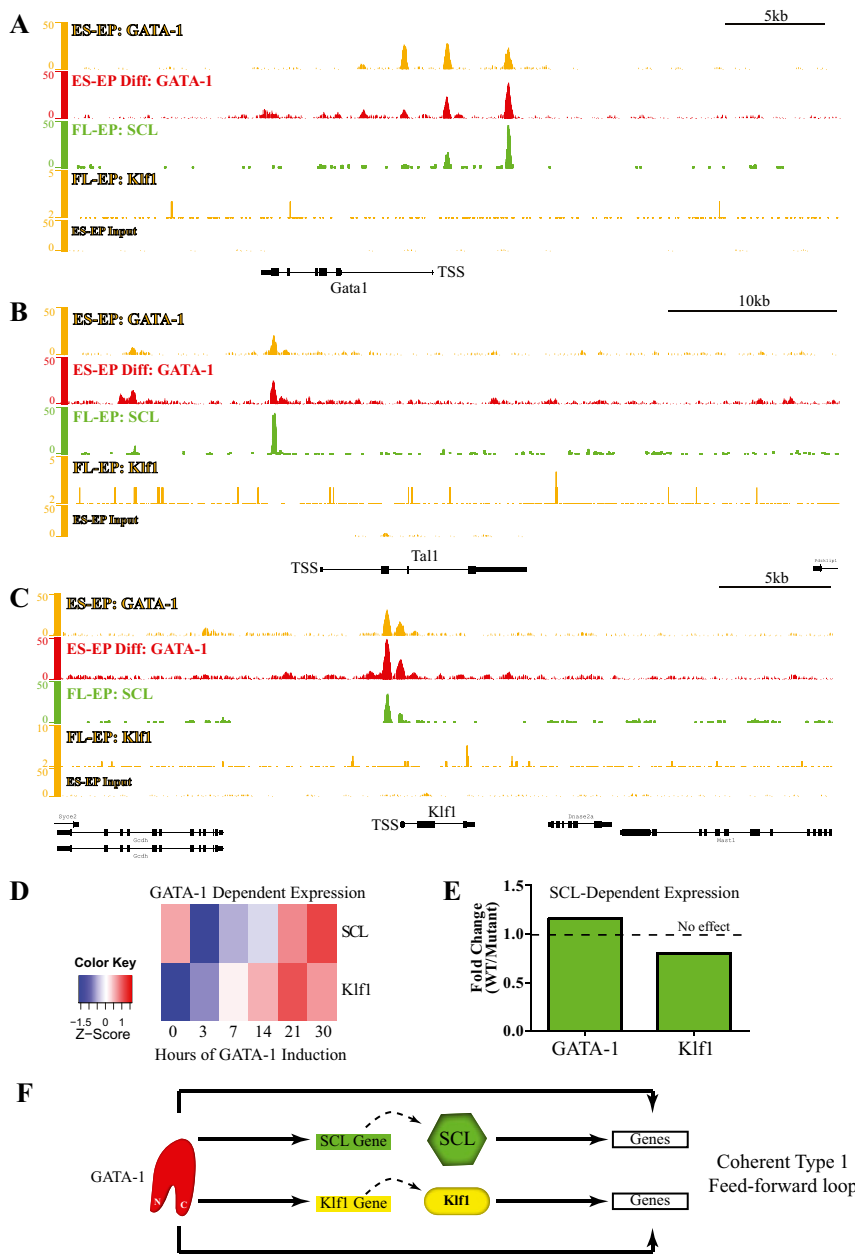 A
5kb
50
ES-EP: GATA-1
0
50
ES-EP Diff: GATA-1
0
50
FL-EP: SCL
0
5
FL-EP: Klf1
2
50
ES-EP Input
0
TSS
Gata1
B
10kb
50
ES-EP: GATA-1
0
50
ES-EP Diff: GATA-1
0
50
FL-EP: SCL
0
5
FL-EP: Klf1
2
50
ES-EP Input
0
Tal1
TSS
C
5kb
50
ES-EP: GATA-1
0
50
ES-EP Diff: GATA-1
0
50
FL-EP: SCL
0
10
FL-EP: Klf1
2
50
ES-EP Input
0
Syce2
Klf1
TSS
Dnase2a
Gcdh
Mast1
Gcdh
D
GATA-1 Dependent Expression
SCL
Klf1
Color Key
−1.5 0 1
Z−Score
0 3 7 14 21 30
Hours of GATA-1 Induction
E
SCL-Dependent Expression
Fold Change
(WT/Mutant)
1.5
1.0
0.5
0.0
No effect
GATA-1
Klf1
F
GATA-1
N
C
SCL Gene
SCL
Genes
Klf1 Gene
Klf1
Genes
Coherent Type 1
Feed-forward loop